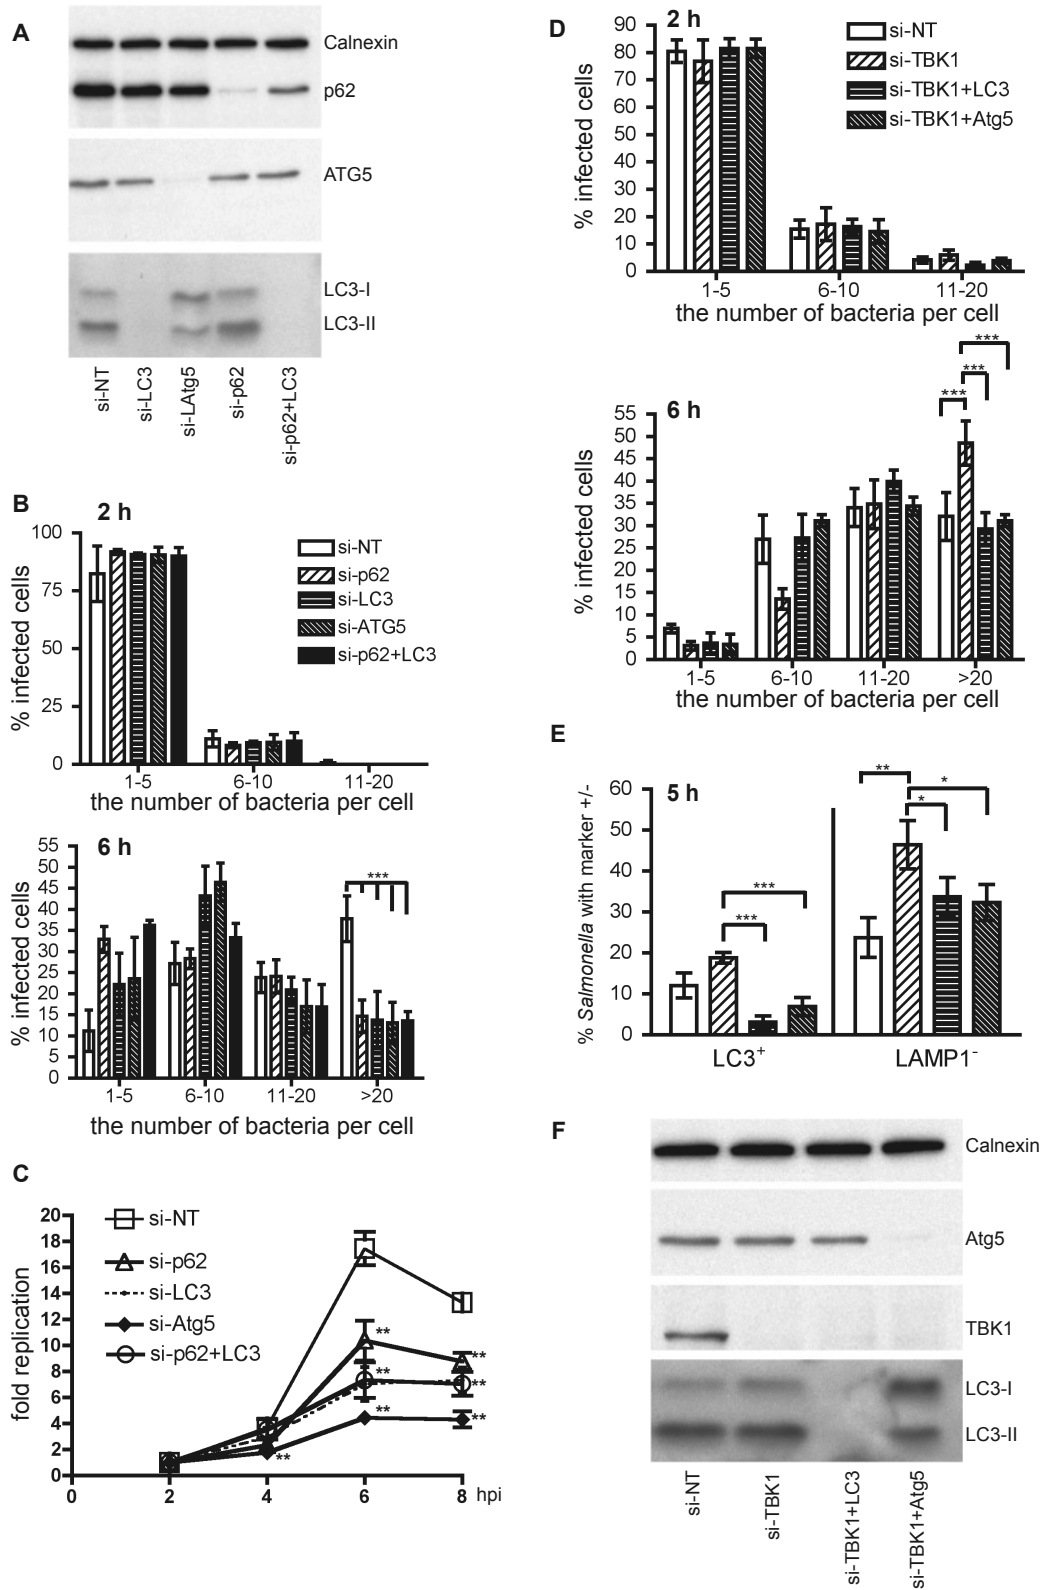 A
Calnexin
p62
ATG5
LC3-I
LC3-II
si-NT
si-LC3
si-LAtg5
si-p62
si-p62+LC3
B
2 h
% infected cells
100
75
50
25
0
si-NT
si-p62
si-LC3
si-ATG5
si-p62+LC3
1-5 6-10 11-20
the number of bacteria per cell
6 h
% infected cells
55
50
45
40
35
30
25
20
15
10
5
0
***
1-5 6-10 11-20 >20
the number of bacteria per cell
C
fold replication
20
18
16
14
12
10
8
6
4
2
0
si-NT
si-p62
si-LC3
si-Atg5
si-p62+LC3
**
**
**
**
**
**
**
0 2 4 6 8 hpi
D
2 h
% infected cells
90
80
70
60
50
40
30
20
10
0
si-NT
si-TBK1
si-TBK1+LC3
si-TBK1+Atg5
1-5 6-10 11-20
the number of bacteria per cell
6 h
% infected cells
55
50
45
40
35
30
25
20
15
10
5
0
***
***
***
1-5 6-10 11-20 >20
the number of bacteria per cell
E
5 h
% Salmonella with marker +/-
60
50
40
30
20
10
0
***
***
**
*
*
LC3+ LAMP1-
F
Calnexin
Atg5
TBK1
LC3-I
LC3-II
si-NT
si-TBK1
si-TBK1+LC3
si-TBK1+Atg5